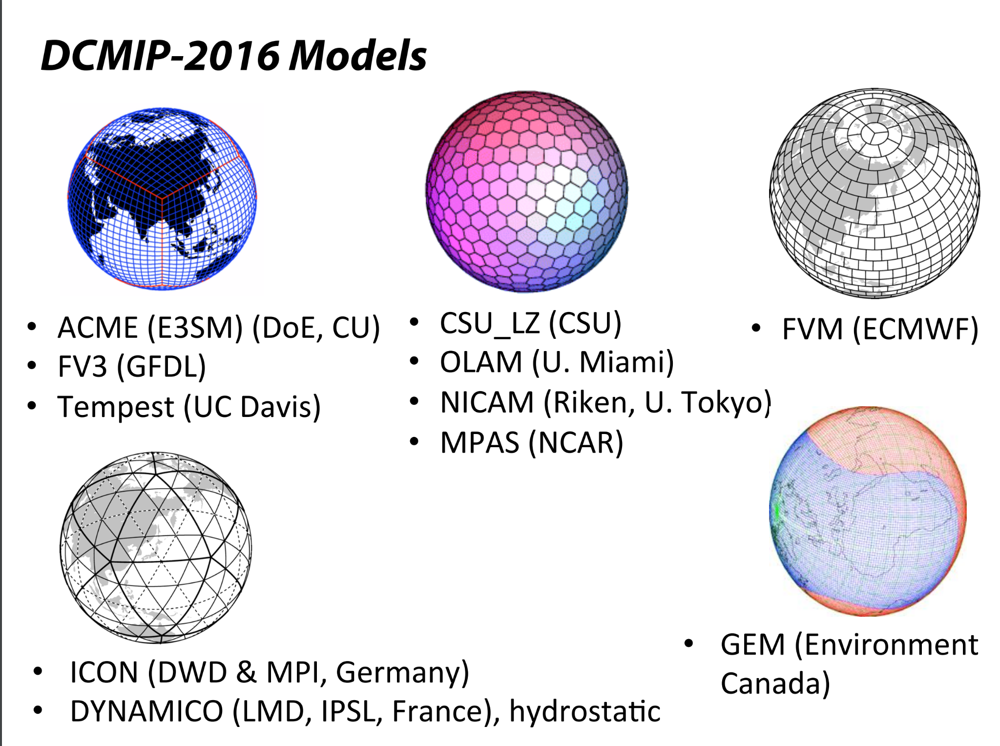 DCMIP-2016 Models
• ACME (E3SM) (DoE, CU)
• FV3 (GFDL)
• Tempest (UC Davis)
• CSU_LZ (CSU)
• OLAM (U. Miami)
• NICAM (Riken, U. Tokyo)
• MPAS (NCAR)
• FVM (ECMWF)
• ICON (DWD & MPI, Germany)
• DYNAMICO (LMD, IPSL, France), hydrostatic
• GEM (Environment
Canada)